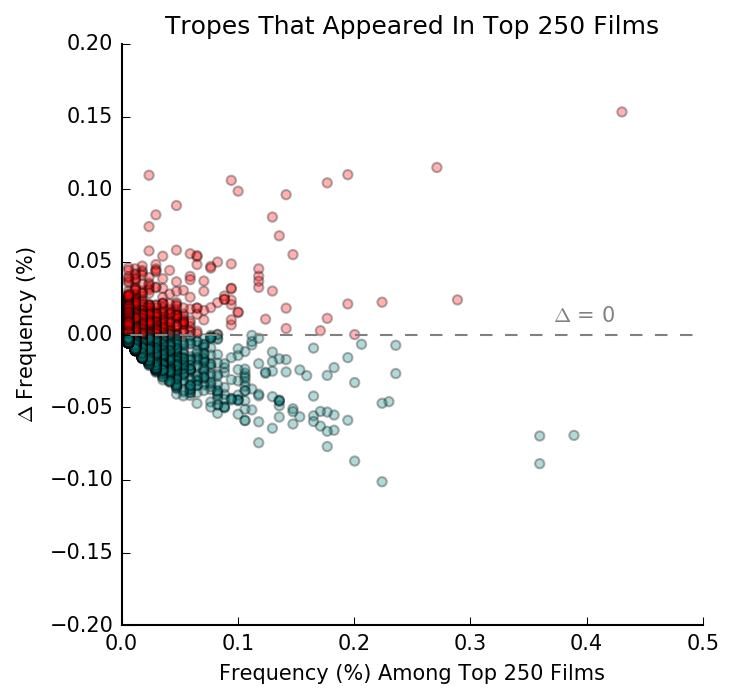 Tropes That Appeared In Top 250 Films
0.20
0.15
0.10
0.05
0.00
−0.05
−0.10
−0.15
−0.20
Δ Frequency (%)
Δ = 0
0.0 0.1 0.2 0.3 0.4 0.5
Frequency (%) Among Top 250 Films